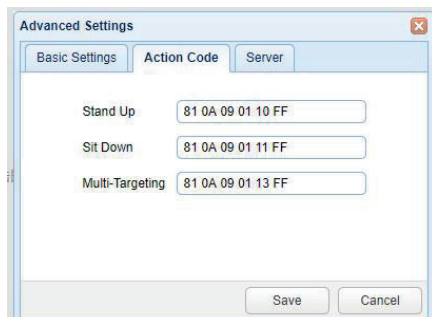 Advanced Settings
Basic Settings Action Code Server
Stand Up 81 0A 09 01 10 FF
Sit Down 81 0A 09 01 11 FF
Multi-Targeting 81 0A 09 01 13 FF
Save Cancel